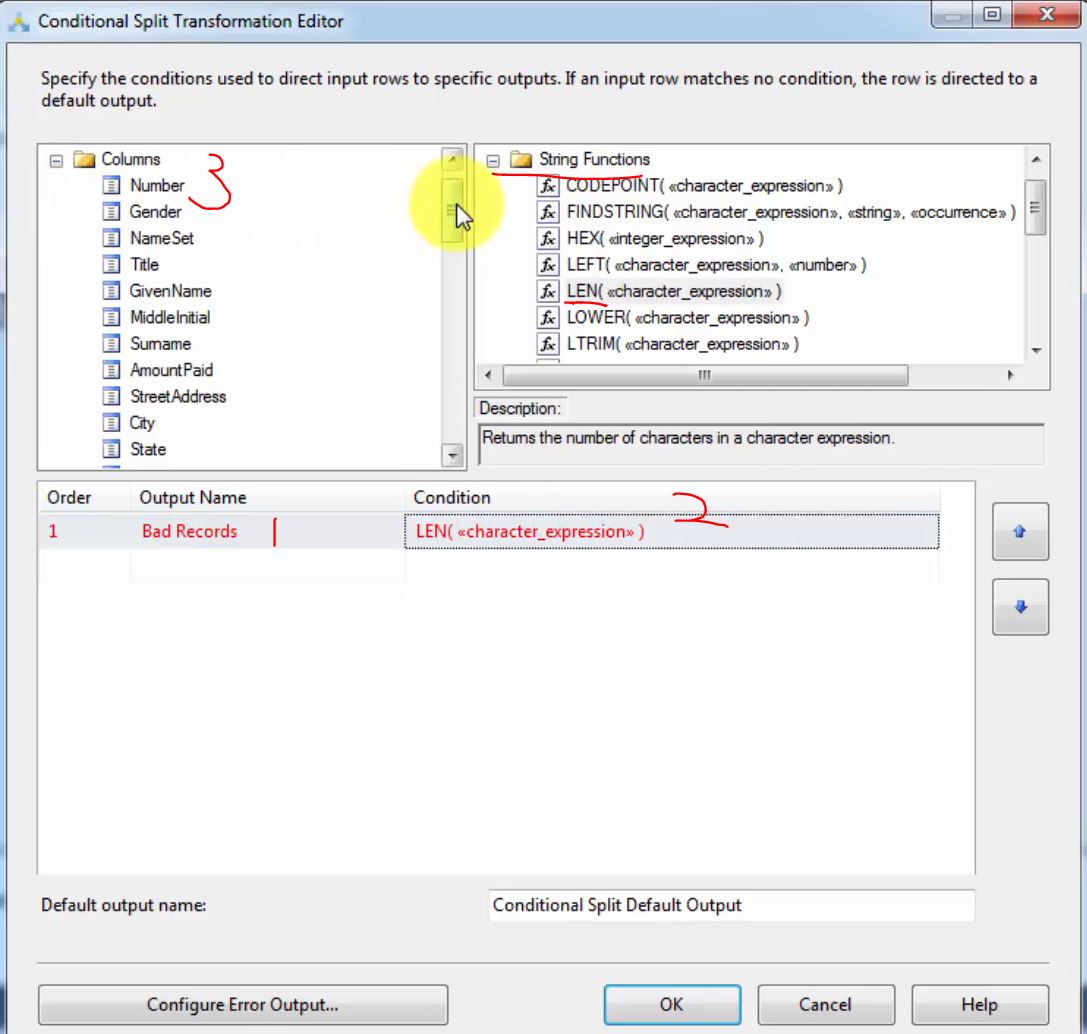 Conditional Split Transformation Editor
Specify the conditions used to direct input rows to specific outputs. If an input row matches no condition, the row is directed to a
default output.
Columns
3
Number
Gender
NameSet
Title
GivenName
MiddleInitial
Surname
AmountPaid
StreetAddress
City
State
String Functions
CODEPOINT( «character_expression» )
FINDSTRING( «character_expression», «string», «occurrence» )
HEX( «integer_expression» )
LEFT( «character_expression», «number» )
LEN( «character_expression» )
LOWER( «character_expression» )
LTRIM( «character_expression» )
Description:
Returns the number of characters in a character expression.
Order Output Name Condition 2
1 Bad Records | LEN( «character_expression» )
Default output name: Conditional Split Default Output
Configure Error Output... OK Cancel Help